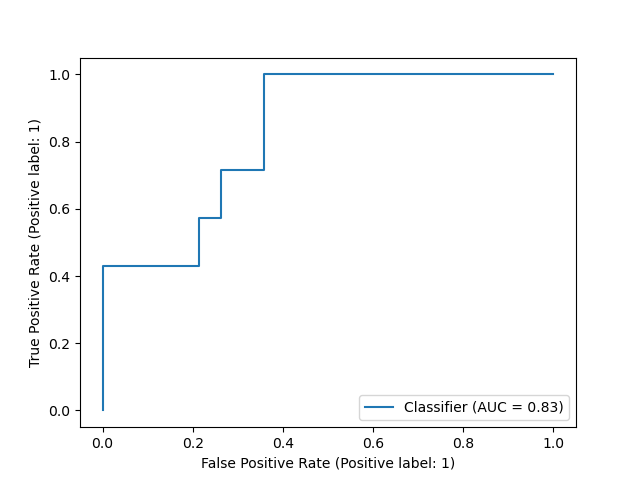 1.0
0.8
0.6
0.4
0.2
0.0
True Positive Rate (Positive label: 1)
Classifier (AUC = 0.83)
0.0 0.2 0.4 0.6 0.8 1.0
False Positive Rate (Positive label: 1)